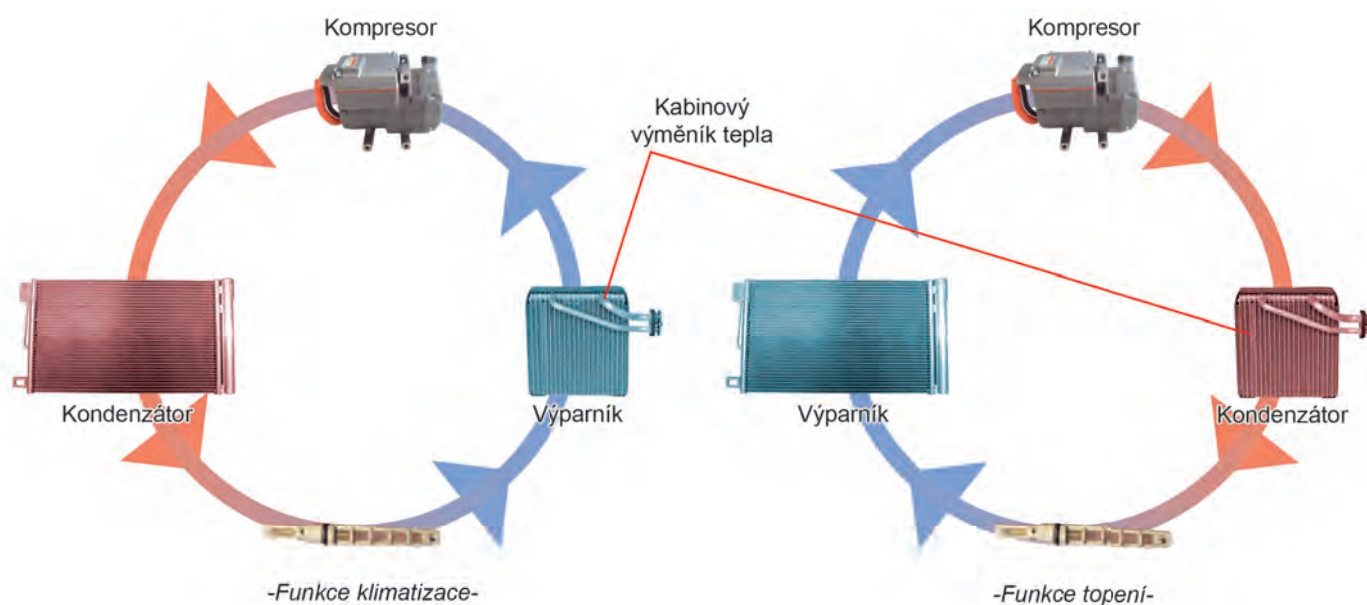 Kompresor
Kompresor
Kabinový
výměník tepla
Kondenzátor
Výparník
Výparník
Kondenzátor
-Funkce klimatizace-
-Funkce topení-